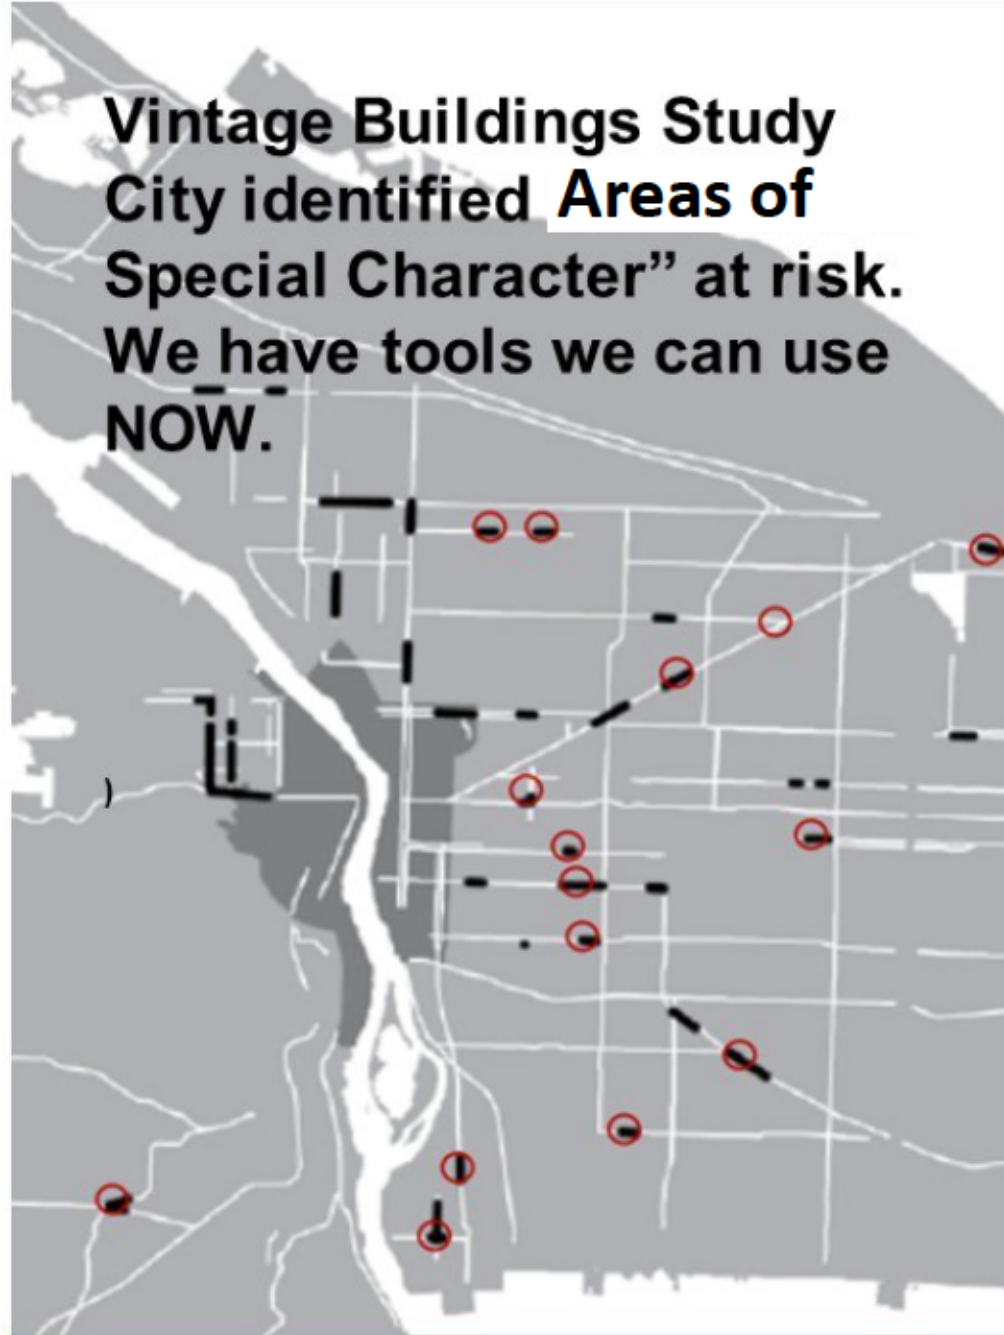 Vintage Buildings Study
City identified Areas of
Special Character” at risk.
We have tools we can use
NOW.
)